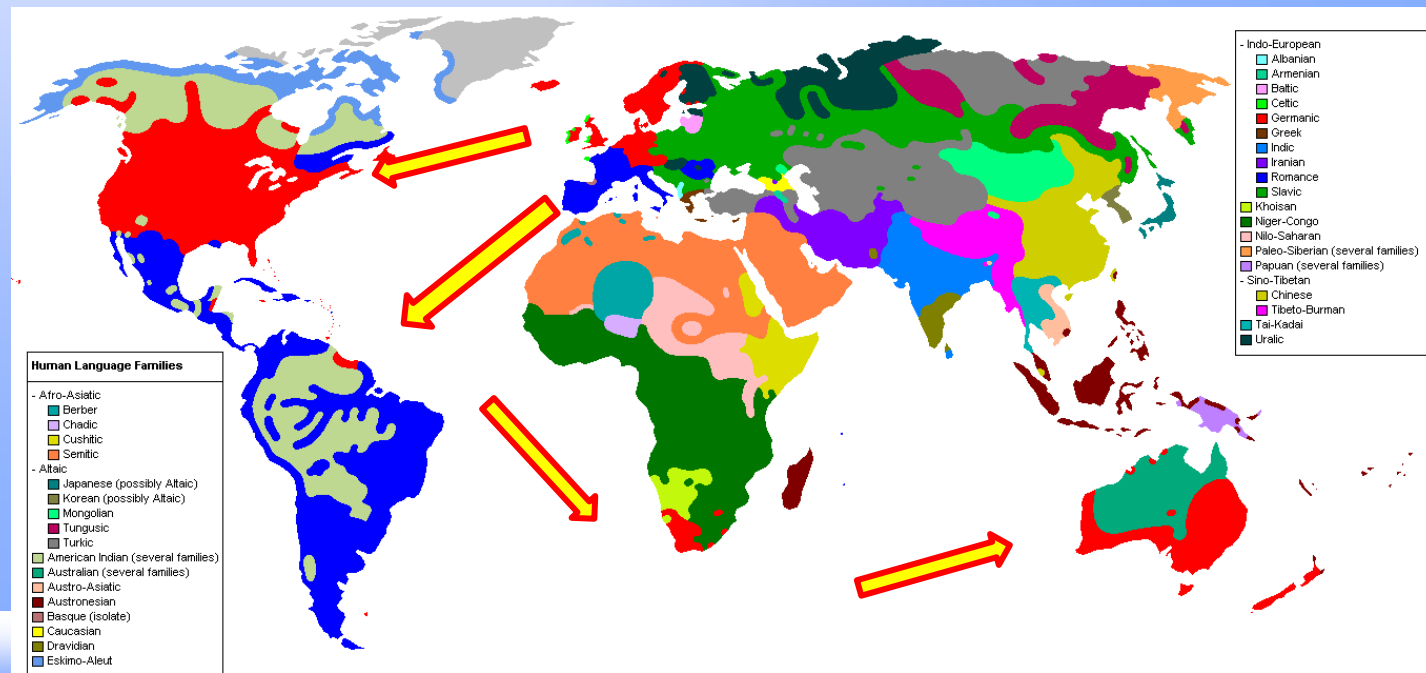 - Indo-European
Albanian
Armenian
Baltic
Celtic
Germanic
Greek
Indic
Iranian
Romance
Slavic
Khoisan
Niger-Congo
Nilo-Saharan
Paleo-Siberian (several families)
Papuan (several families)
- Sino-Tibetan
Chinese
Tibeto-Burman
Tai-Kadai
Uralic
Human Language Families
- Afro-Asiatic
Berber
Chadic
Cushitic
Semitic
- Altaic
Japanese (possibly Altaic)
Korean (possibly Altaic)
Mongolian
Tungusic
Turkic
American Indian (several families)
Australian (several families)
Austro-Asiatic
Austronesian
Basque (isolate)
Caucasian
Dravidian
Eskimo-Aleut